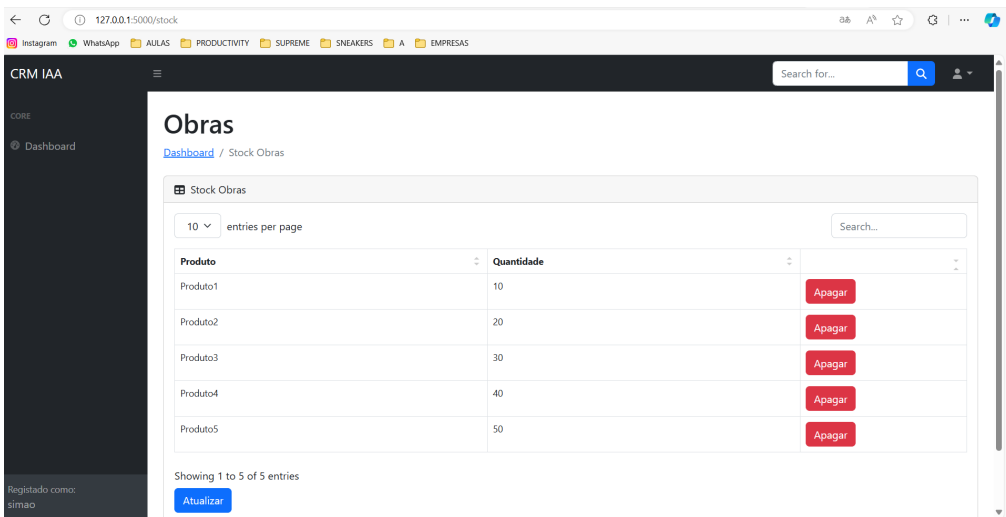 127.0.0.1:5000/stock
Instagram WhatsApp AULAS PRODUCTIVITY SUPREME SNEAKERS A EMPRESAS
CRM IAA Search for...
CORE
Dashboard
Obras
Dashboard / Stock Obras
Stock Obras
10 entries per page Search...
Produto Quantidade
Produto1 10 Apagar
Produto2 20 Apagar
Produto3 30 Apagar
Produto4 40 Apagar
Produto5 50 Apagar
Showing 1 to 5 of 5 entries
Atualizar
Registado como:
simao